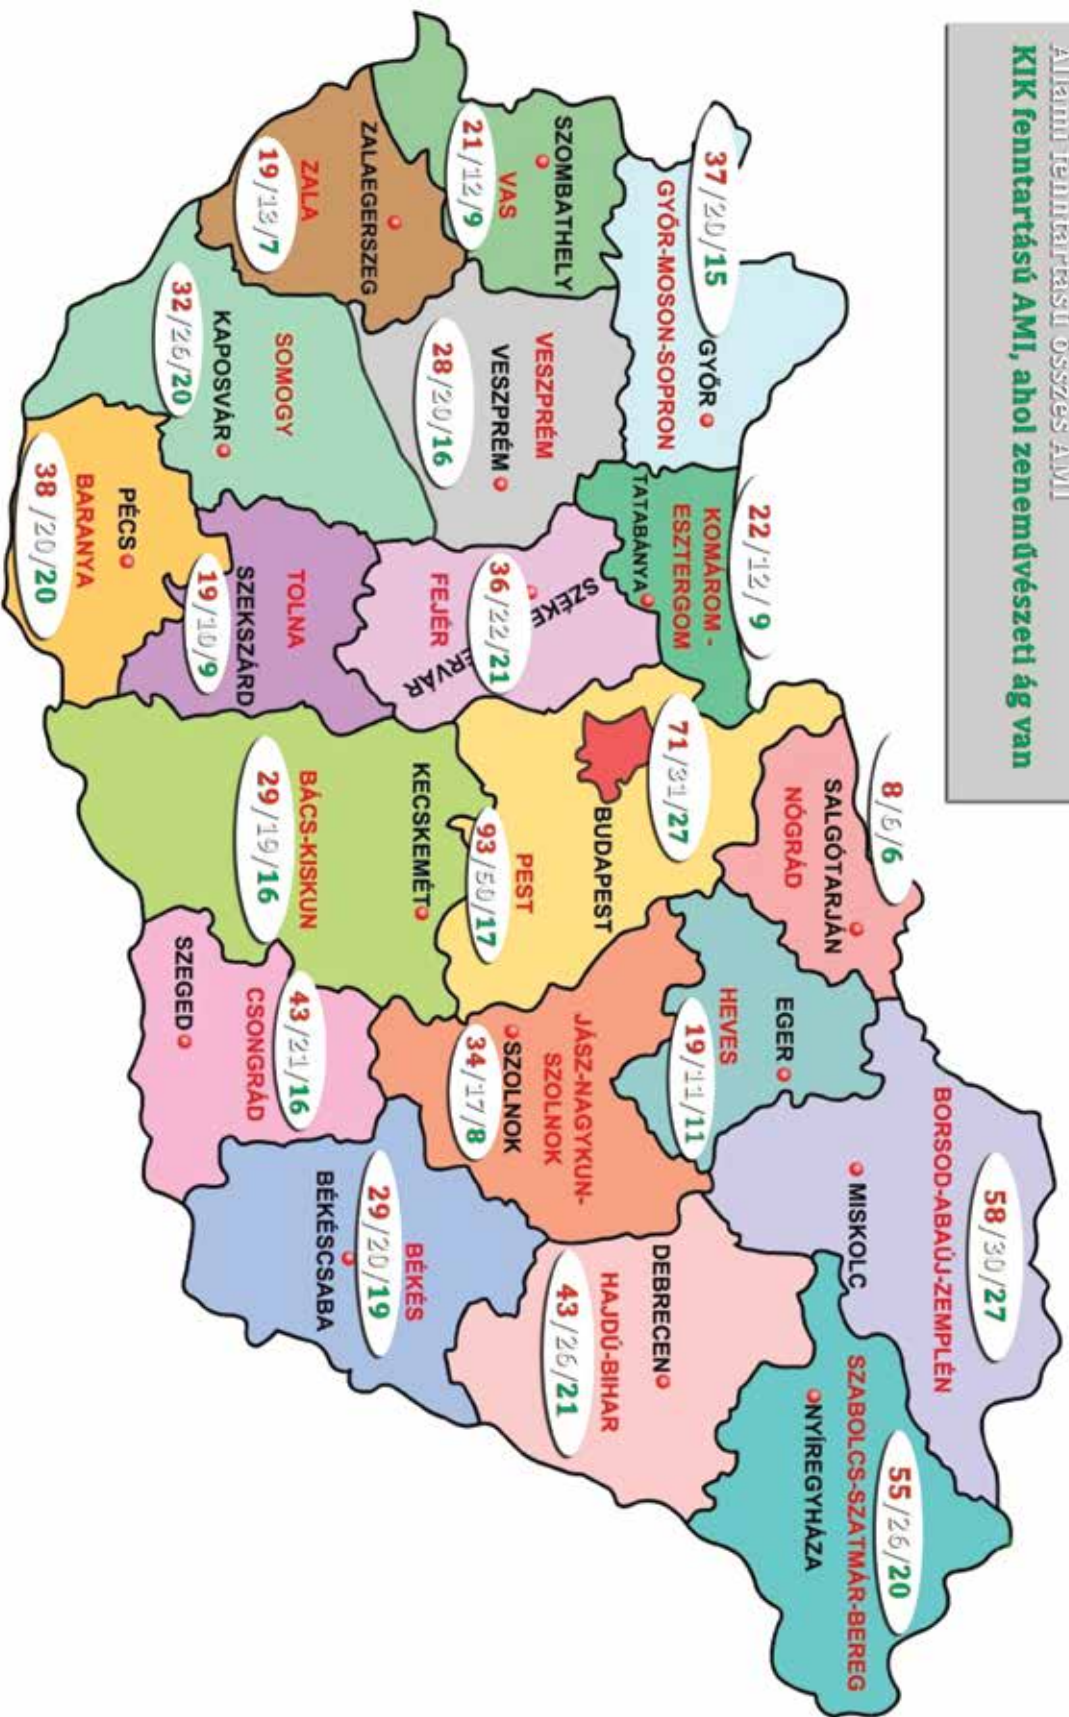 Állami fenntartású összes AMI
KIK fenntartású AMI, ahol zeneművészeti ág van
8/6/6
SALGÓTARJÁN
NÓGRÁD
58/30/27
BORSOD-ABAÚJ-ZEMPLÉN
MISKOLC
55/26/20
SZABOLCS-SZATMÁR-BEREG
NYÍREGYHÁZA
37/20/15
GYŐR
GYŐR-MOSON-SOPRON
22/12/9
KOMÁROM-
ESZTERGOM
TATABÁNYA
71/31/27
BUDAPEST
EGER
HEVES
19/11/11
DEBRECEN
HAJDÚ-BIHAR
43/26/21
SZOMBATHELY
VAS
21/12/9
VESZPRÉM
VESZPRÉM
28/20/16
SZÉKE
36/22/21
ERVÁR
FEJÉR
PEST
93/50/17
JÁSZ-NAGYKUN-
SZOLNOK
SZOLNOK
34/17/8
ZALAEGERSZEG
ZALA
19/13/7
SOMOGY
KAPOSVÁR
32/26/20
TOLNA
SZEKSZÁRD
19/10/9
KECSKEMÉT
BÁCS-KISKUN
29/19/16
BÉKÉS
29/20/19
BÉKÉSCSABA
43/21/16
CSONGRÁD
SZEGED
PÉCS
BARANYA
38/20/20